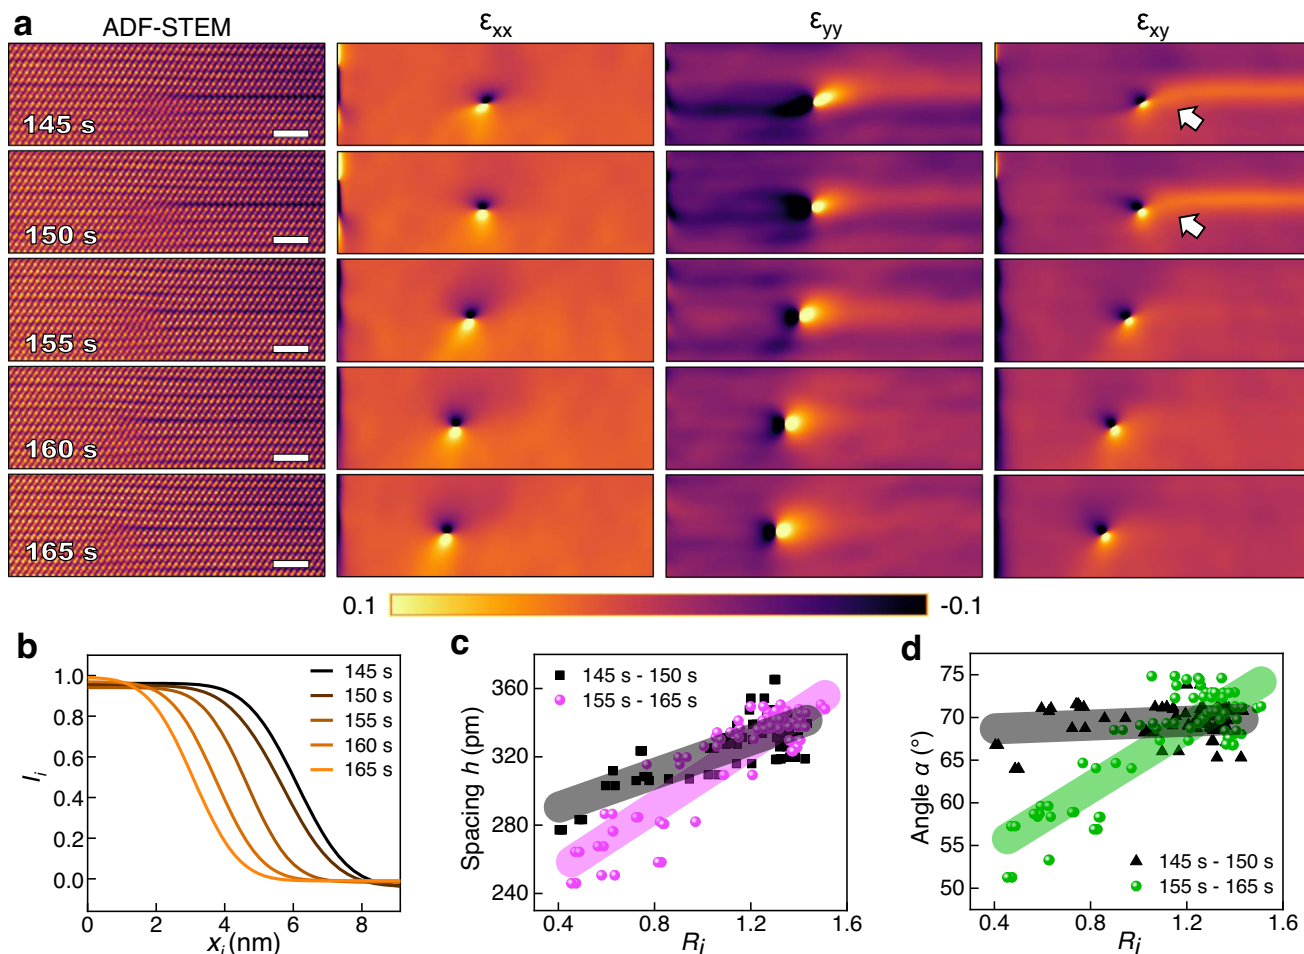 a
ADF-STEM
εxx
εyy
εxy
145 s
150 s
155 s
160 s
165 s
0.1
-0.1
b
1.0
0.8
0.6
0.4
0.2
0.0
Ii
0
2
4
6
8
xi(nm)
145 s
150 s
155 s
160 s
165 s
c
360
320
280
240
Spacing h (pm)
0.4
0.8
1.2
1.6
Ri
145 s - 150 s
155 s - 165 s
d
75
70
65
60
55
50
Angle α (°)
0.4
0.8
1.2
1.6
Ri
145 s - 150 s
155 s - 165 s